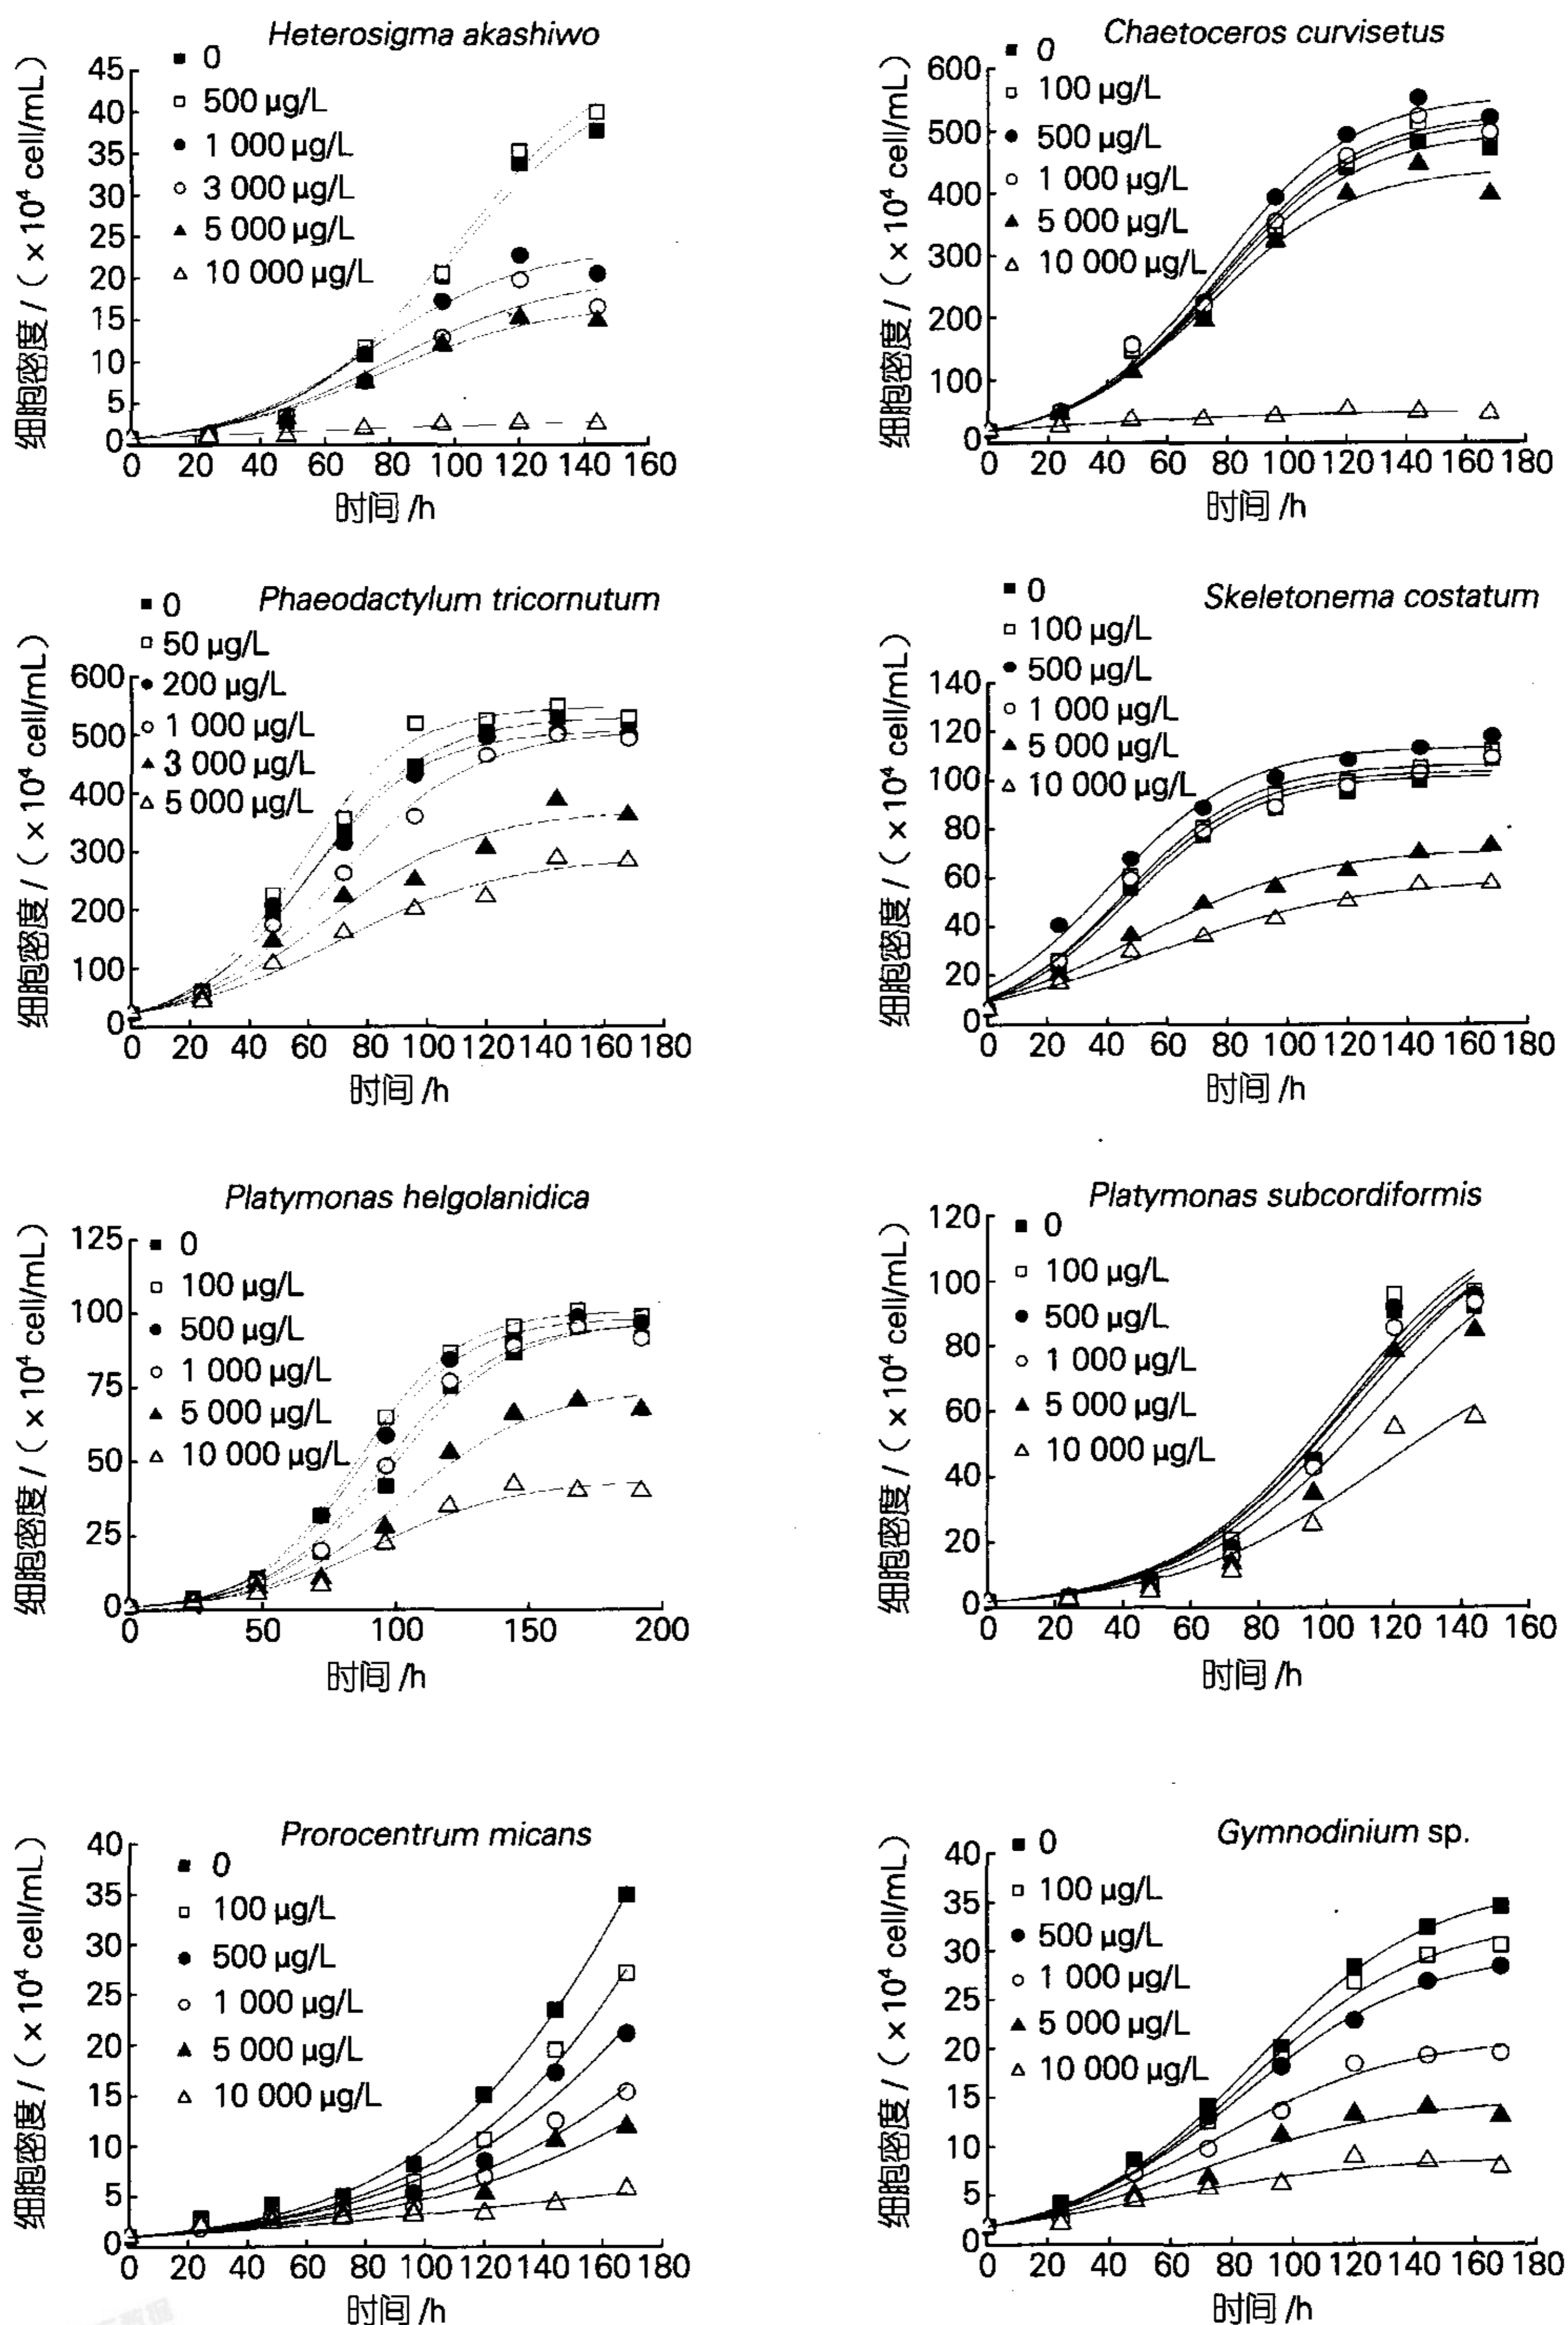 Heterosigma akashiwo
细胞密度 / (×10⁴ cell/mL)
45
40
35
30
25
20
15
10
5
0
■ 0
□ 500 μg/L
● 1 000 μg/L
○ 3 000 μg/L
▲ 5 000 μg/L
△ 10 000 μg/L
0 20 40 60 80 100 120 140 160
时间 /h
Chaetoceros curvisetus
细胞密度 / (×10⁴ cell/mL)
600
500
400
300
200
100
0
■ 0
□ 100 μg/L
● 500 μg/L
○ 1 000 μg/L
▲ 5 000 μg/L
△ 10 000 μg/L
0 20 40 60 80 100 120 140 160 180
时间 /h
Phaeodactylum tricornutum
细胞密度 / (×10⁴ cell/mL)
600
500
400
300
200
100
0
■ 0
□ 50 μg/L
● 200 μg/L
○ 1 000 μg/L
▲ 3 000 μg/L
△ 5 000 μg/L
0 20 40 60 80 100 120 140 160 180
时间 /h
Skeletonema costatum
细胞密度 / (×10⁴ cell/mL)
140
120
100
80
60
40
20
0
■ 0
□ 100 μg/L
● 500 μg/L
○ 1 000 μg/L
▲ 5 000 μg/L
△ 10 000 μg/L
0 20 40 60 80 100 120 140 160 180
时间 /h
Platymonas helgolanidica
细胞密度 / (×10⁴ cell/mL)
125
100
75
50
25
0
■ 0
□ 100 μg/L
● 500 μg/L
○ 1 000 μg/L
▲ 5 000 μg/L
△ 10 000 μg/L
0 50 100 150 200
时间 /h
Platymonas subcordiformis
细胞密度 / (×10⁴ cell/mL)
120
100
80
60
40
20
0
■ 0
□ 100 μg/L
● 500 μg/L
○ 1 000 μg/L
▲ 5 000 μg/L
△ 10 000 μg/L
0 20 40 60 80 100 120 140 160
时间 /h
Prorocentrum micans
细胞密度 / (×10⁴ cell/mL)
40
35
30
25
20
15
10
5
0
■ 0
□ 100 μg/L
● 500 μg/L
○ 1 000 μg/L
▲ 5 000 μg/L
△ 10 000 μg/L
0 20 40 60 80 100 120 140 160 180
时间 /h
Gymnodinium sp.
细胞密度 / (×10⁴ cell/mL)
40
35
30
25
20
15
10
5
0
■ 0
□ 100 μg/L
● 500 μg/L
○ 1 000 μg/L
▲ 5 000 μg/L
△ 10 000 μg/L
0 20 40 60 80 100 120 140 160 180
时间 /h